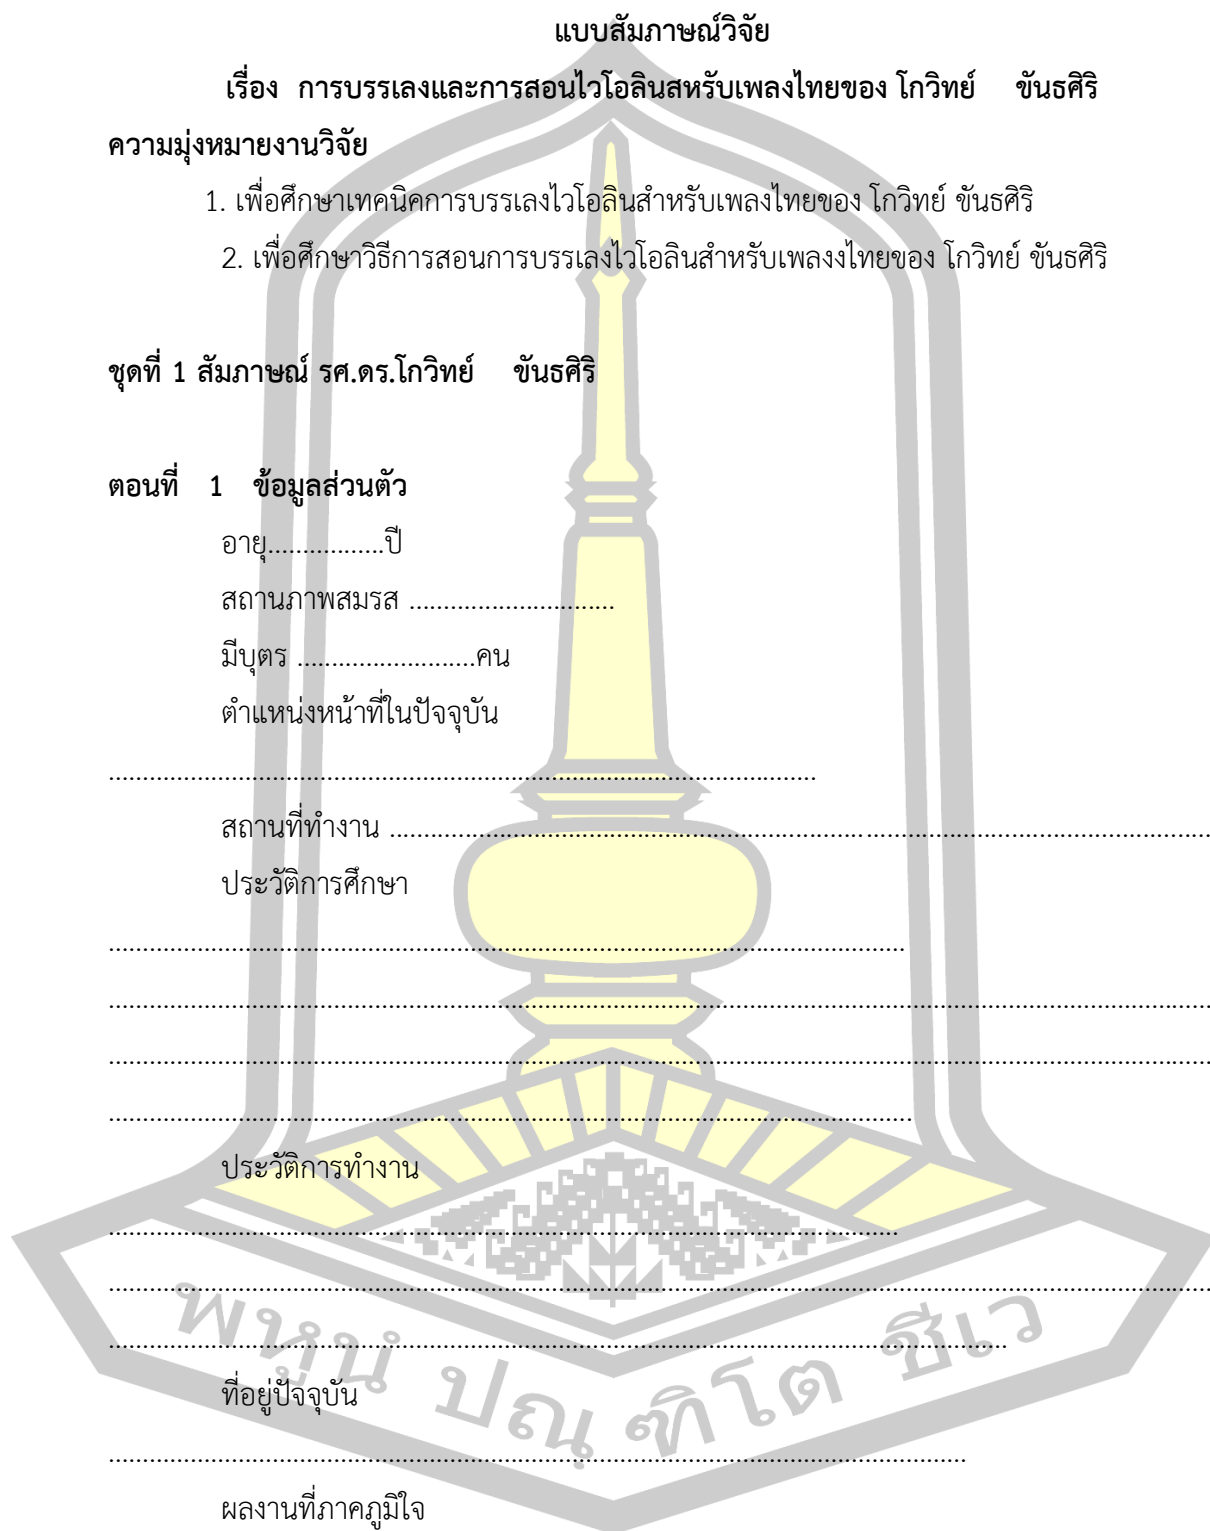 แบบสัมภาษณ์วิจัย
เรื่อง การบรรเลงและการสอนไวโอลินสหรับเพลงไทยของ โกวิทย์ ขันธศิริ
ความมุ่งหมายงานวิจัย
1. เพื่อศึกษาเทคนิคการบรรเลงไวโอลินสำหรับเพลงไทยของ โกวิทย์ ขันธศิริ
2. เพื่อศึกษาวิธีการสอนการบรรเลงไวโอลินสำหรับเพลงงไทยของ โกวิทย์ ขันธศิริ
ชุดที่ 1 สัมภาษณ์ รศ.ดร.โกวิทย์ ขันธศิริ
ตอนที่ 1 ข้อมูลส่วนตัว
อายุ.................ปี
สถานภาพสมรส ..............................
มีบุตร ..........................คน
ตำแหน่งหน้าที่ในปัจจุบัน
........................................................................................................
สถานที่ทำงาน ........................................................................................................................
ประวัติการศึกษา
.....................................................................................................................
.................................................................................................................................................................
.................................................................................................................................................................
......................................................................................................................
ประวัติการทำงาน
....................................................................................................................
.................................................................................................................................................................
....................................................................................................................................
ที่อยู่ปัจจุบัน
..............................................................................................................................
ผลงานที่ภาคภูมิใจ
พหูนํ ปณฺฑิโต ชีเว